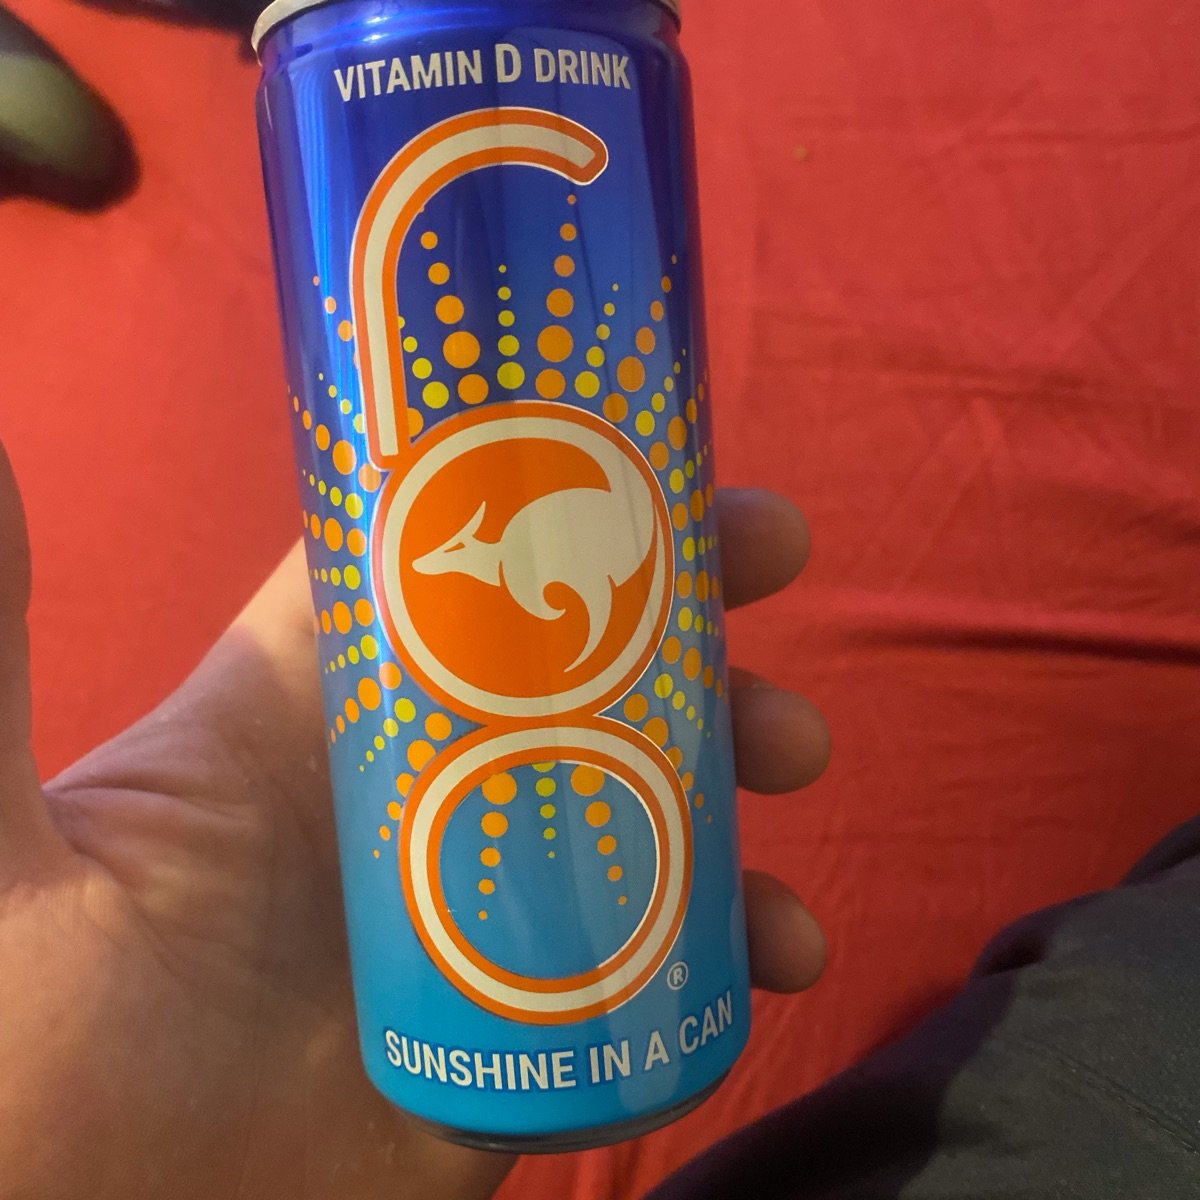 VITAMIN D DRINK
®
SUNSHINE IN A CAN